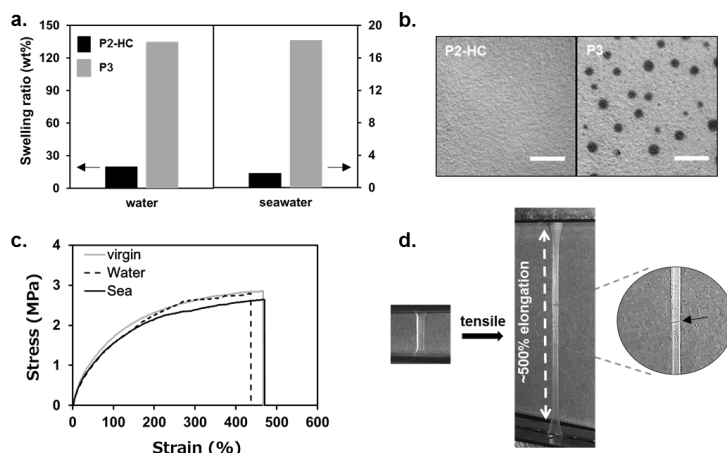 a.
Swelling ratio (wt%)
150
120
90
60
30
0
P2-HC
P3
20
16
12
8
4
0
water
seawater
b.
P2-HC
P3
c.
Stress (MPa)
4
3
2
1
0
virgin
Water
Sea
0 100 200 300 400 500 600
Strain (%)
d.
tensile
~500% elongation